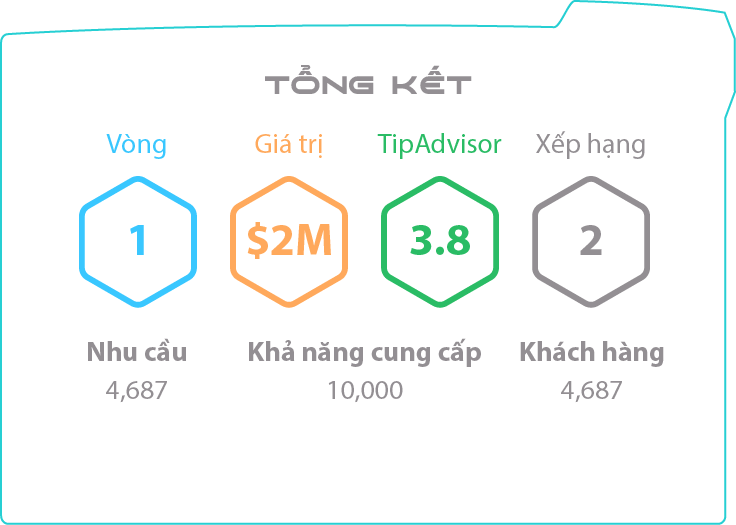 TỔNG KẾT
Vòng Giá trị TipAdvisor Xếp hạng
1 $2M 3.8 2
Nhu cầu Khả năng cung cấp Khách hàng
4,687 10,000 4,687